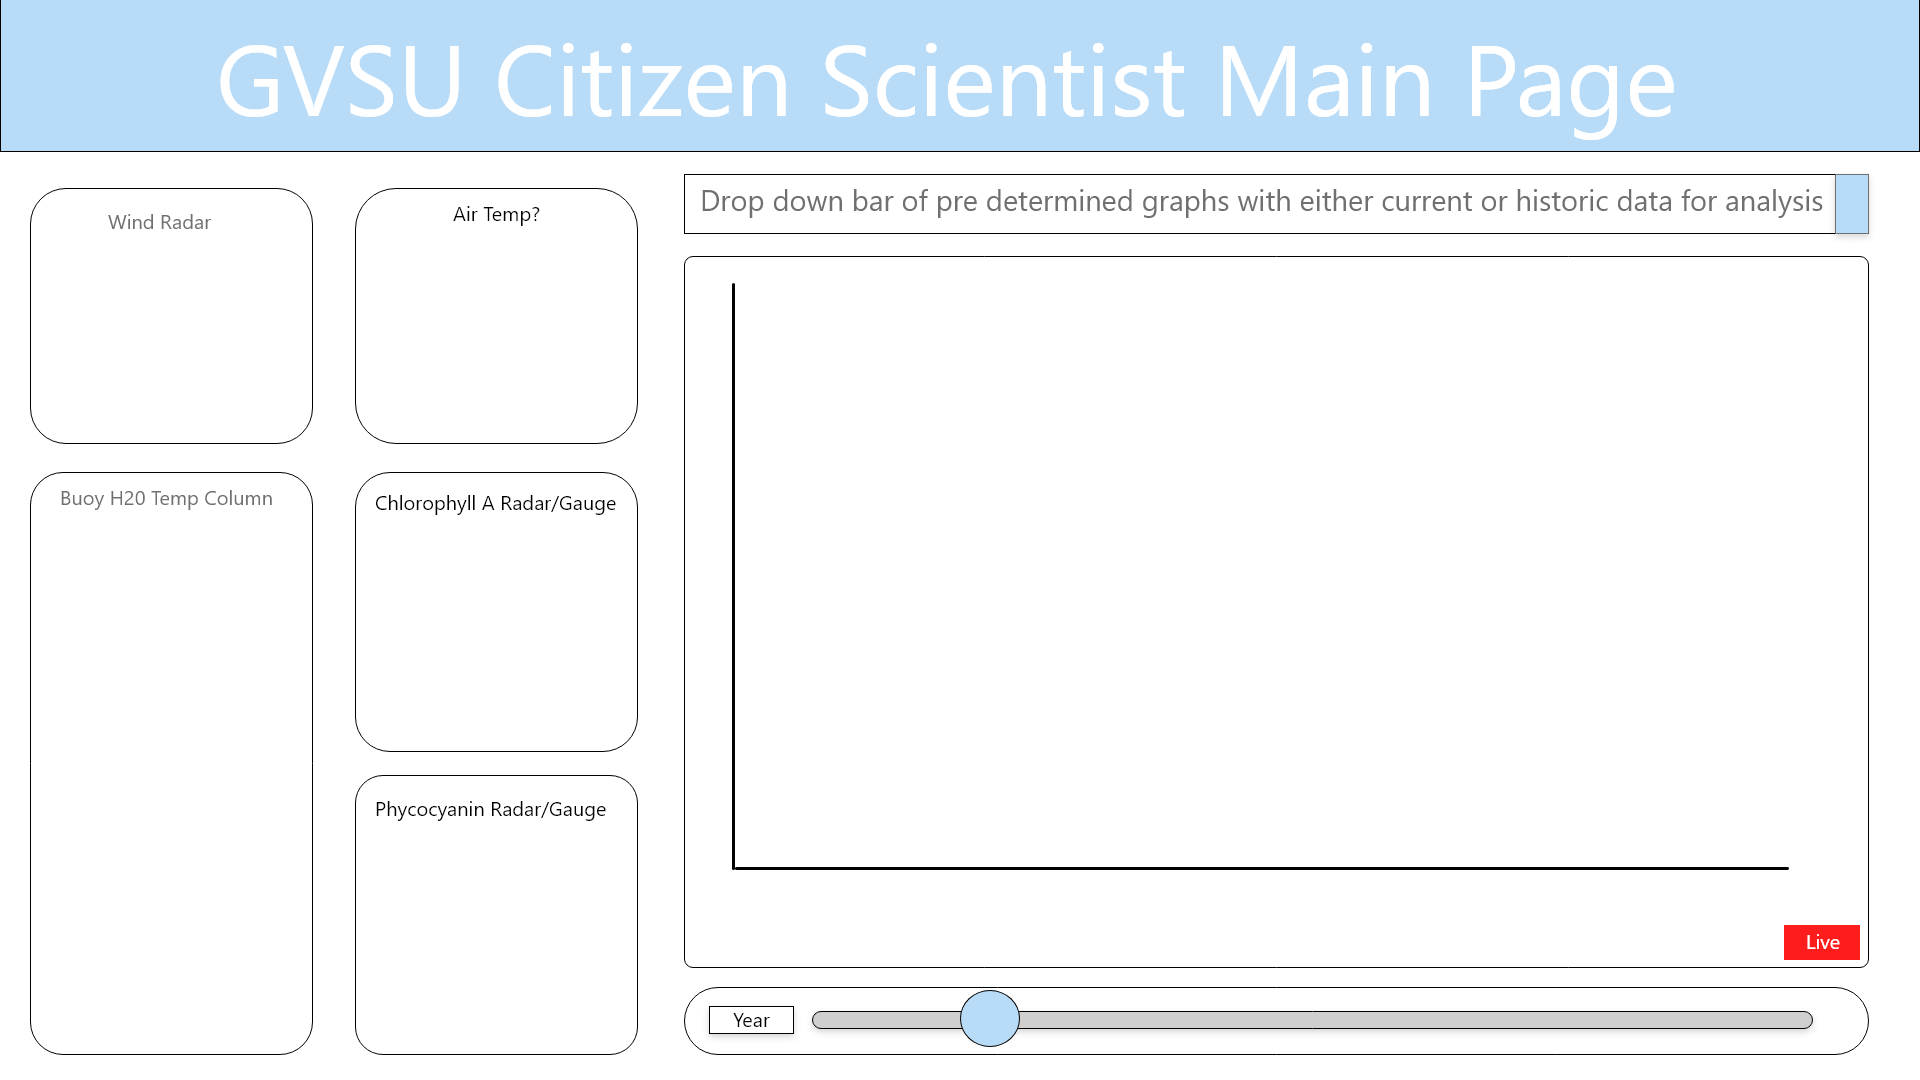 GVSU Citizen Scientist Main Page
Wind Radar
Air Temp?
Drop down bar of pre determined graphs with either current or historic data for analysis
Buoy H20 Temp Column
Chlorophyll A Radar/Gauge
Phycocyanin Radar/Gauge
Live
Year